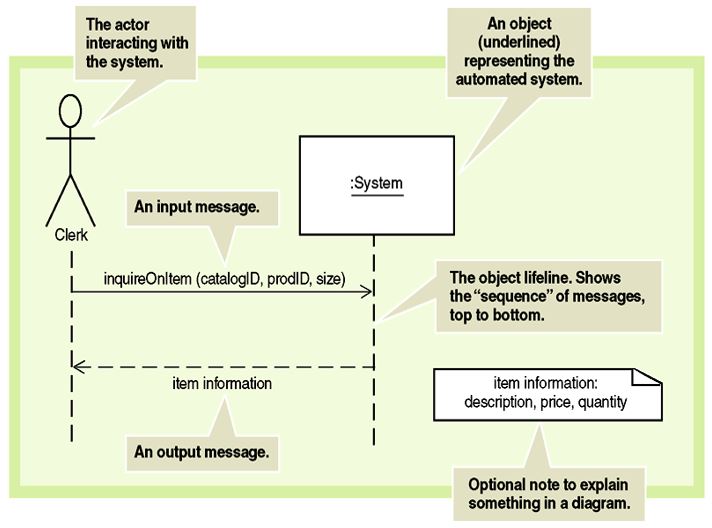 The actor
interacting with
the system.
An object
(underlined)
representing the
automated system.
:System
An input message.
Clerk
inquireOnItem (catalogID, prodID, size)
The object lifeline. Shows
the “sequence” of messages,
top to bottom.
item information
item information:
description, price, quantity
An output message.
Optional note to explain
something in a diagram.